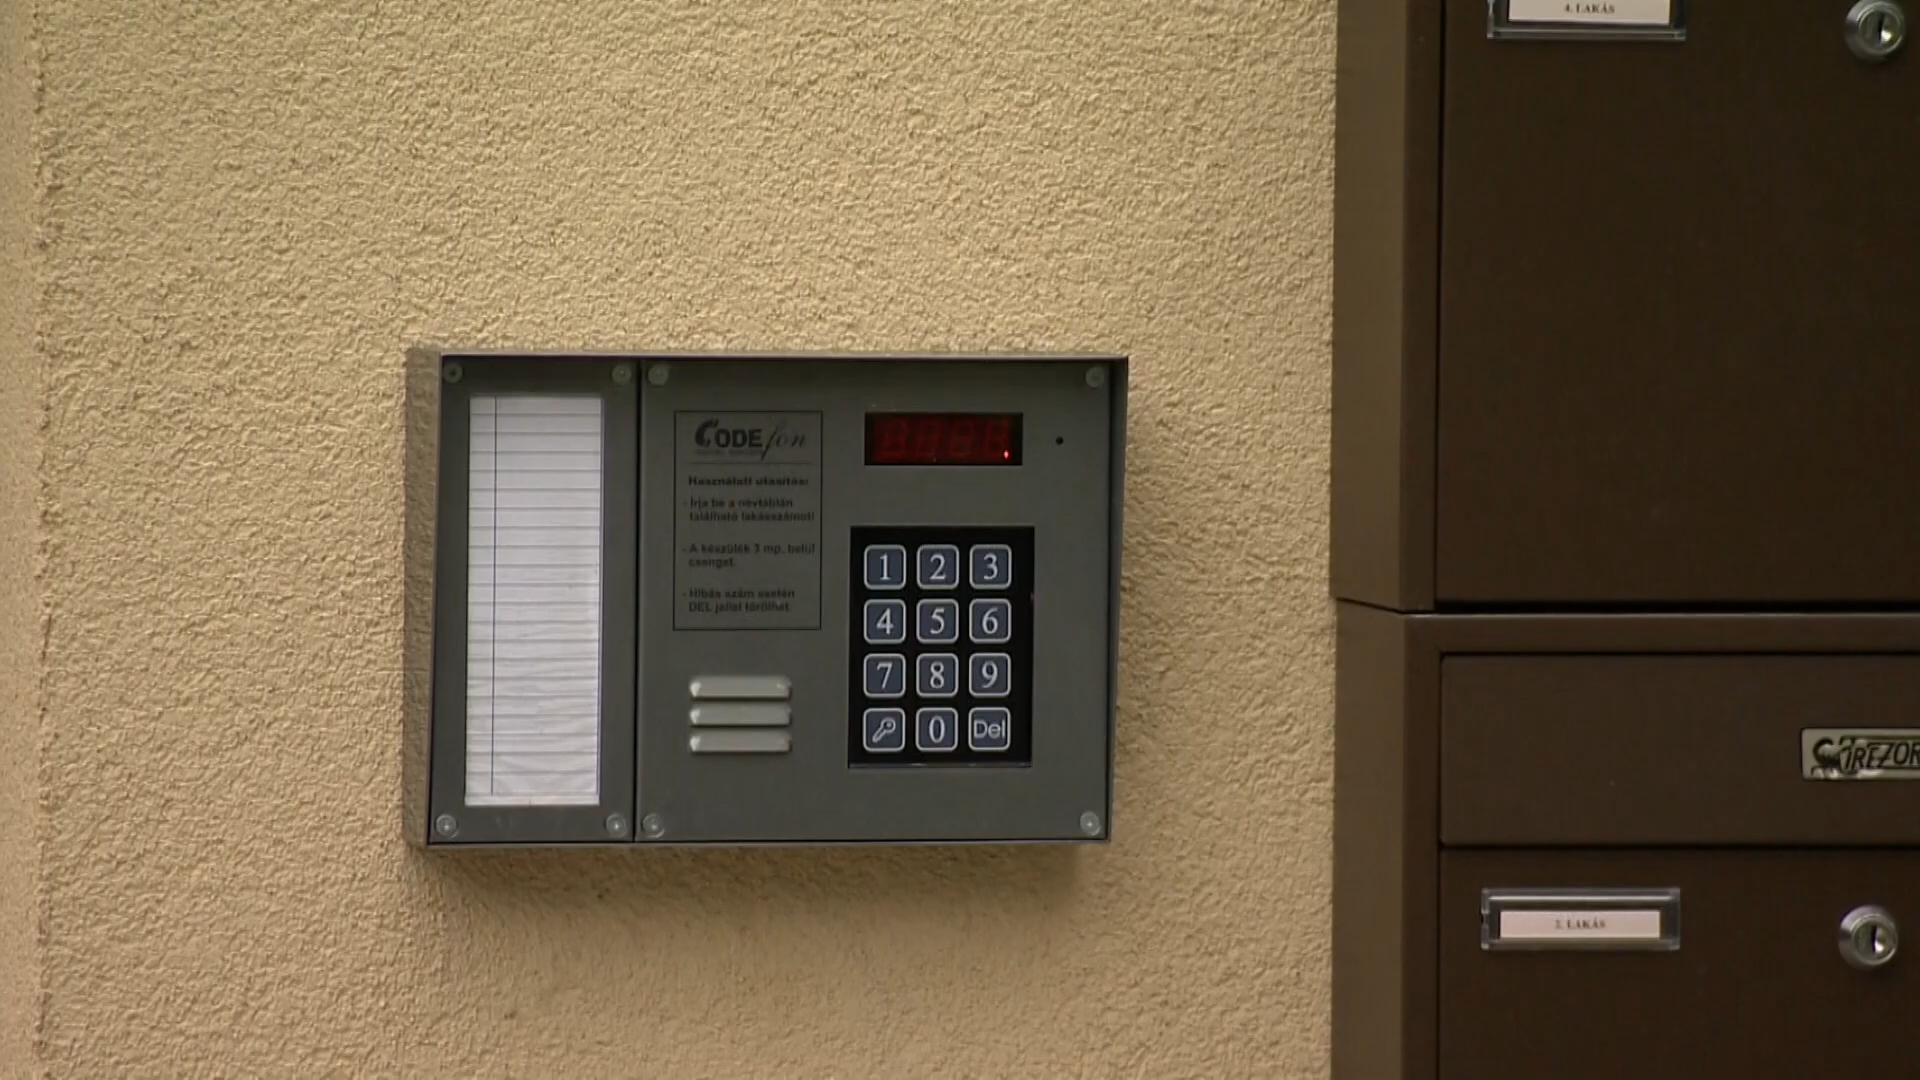 4. LAKÁS
CODEfon
Használati utasítás:
- Írja be a névtáblán
található lakásszámot!
- A készülék 3 mp. belül
csenget.
- Hibás szám esetén
DEL jellel törölhet.
1 2 3
4 5 6
7 8 9
0 Del
TREZOR
2. LAKÁS